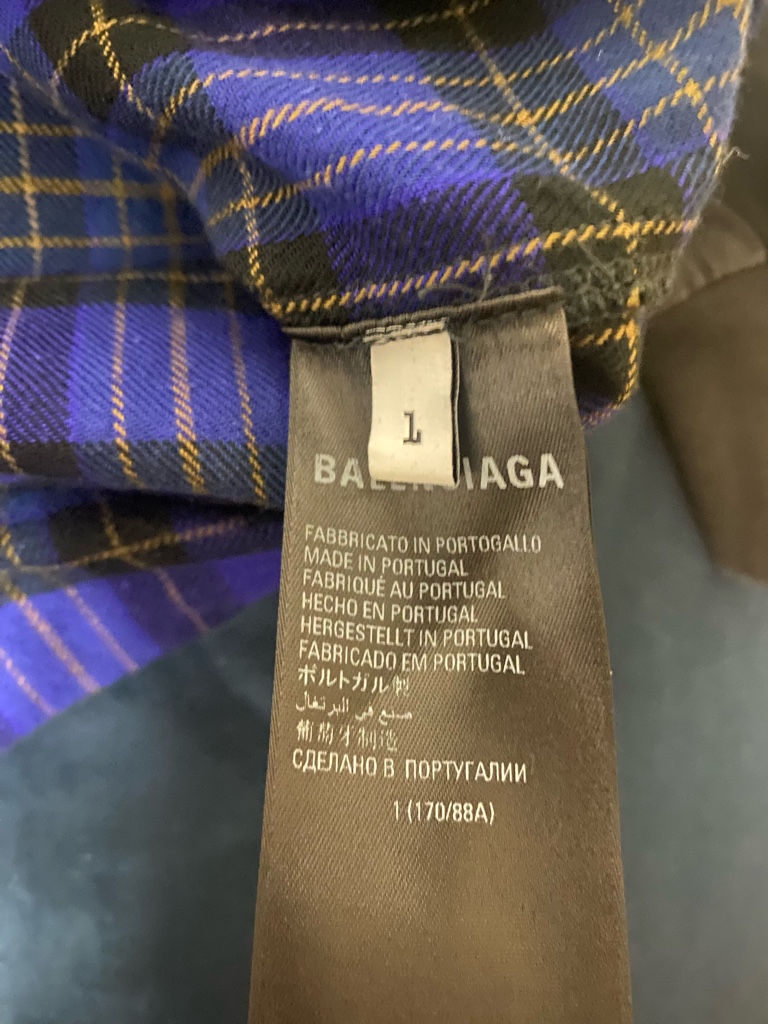 1
BALENCIAGA
FABBRICATO IN PORTOGALLO
MADE IN PORTUGAL
FABRIQUÉ AU PORTUGAL
HECHO EN PORTUGAL
HERGESTELLT IN PORTUGAL
FABRICADO EM PORTUGAL
ポルトガル製
صنع في البرتغال
葡萄牙制造
СДЕЛАНО В ПОРТУГАЛИИ
1 (170/88A)